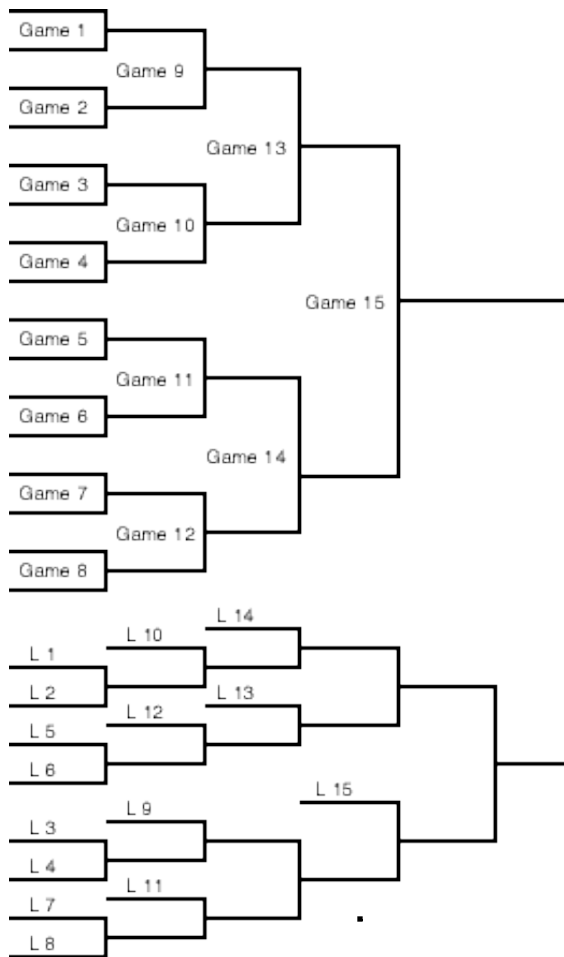 Game 1
Game 9
Game 2
Game 13
Game 3
Game 10
Game 4
Game 15
Game 5
Game 11
Game 6
Game 14
Game 7
Game 12
Game 8
L 14
L 10
L 1
L 2
L 13
L 12
L 5
L 6
L 15
L 9
L 3
L 4
L 11
L 7
L 8